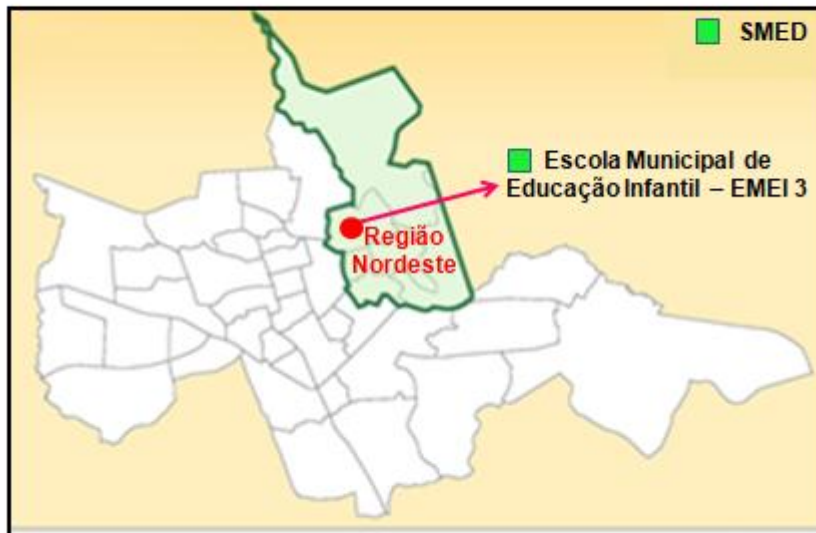 SMED
Escola Municipal de
Educação Infantil – EMEI 3
Região
Nordeste